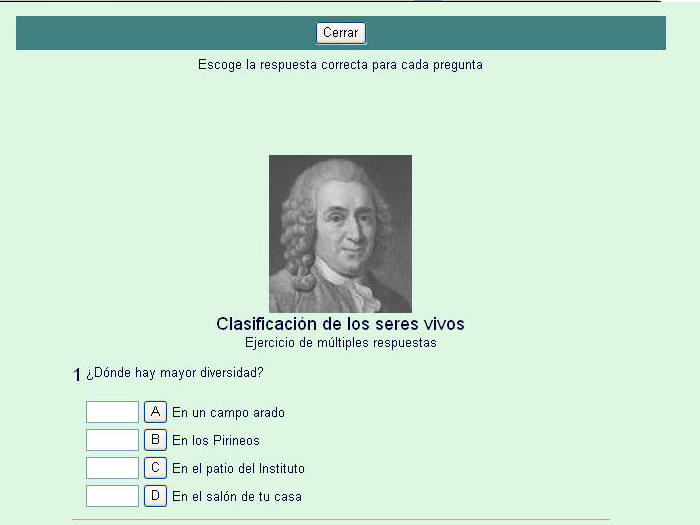 Cerrar
Escoge la respuesta correcta para cada pregunta
Clasificación de los seres vivos
Ejercicio de múltiples respuestas
1 ¿Dónde hay mayor diversidad?
A En un campo arado
B En los Pirineos
C En el patio del Instituto
D En el salón de tu casa